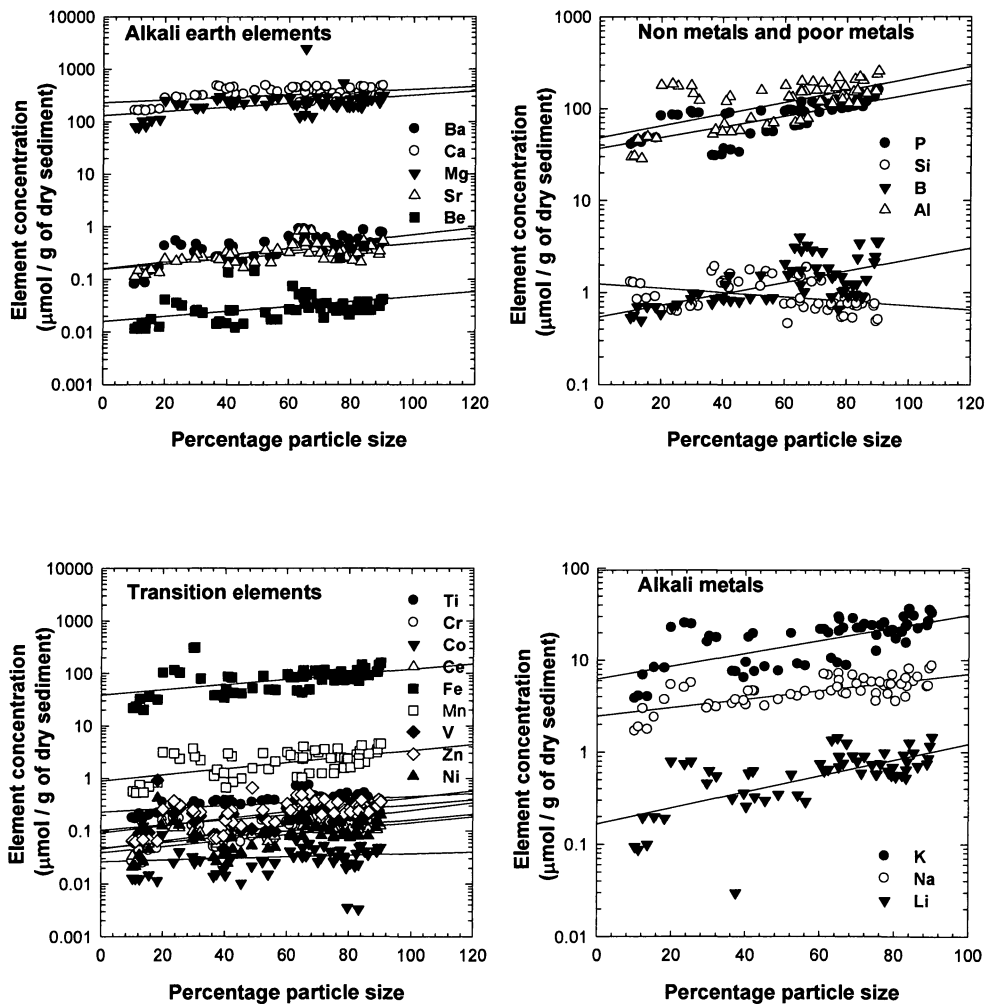 Alkali earth elements
10000
1000
100
10
1
0.1
0.01
0.001
Element concentration
(µmol / g of dry sediment)
Ba
Ca
Mg
Sr
Be
0 20 40 60 80 100 120
Percentage particle size
Non metals and poor metals
1000
100
10
1
0.1
Element concentration
(µmol / g of dry sediment)
P
Si
B
Al
0 20 40 60 80 100 120
Percentage particle size
Transition elements
10000
1000
100
10
1
0.1
0.01
0.001
Element concentration
(µmol / g of dry sediment)
Ti
Cr
Co
Ce
Fe
Mn
V
Zn
Ni
0 20 40 60 80 100 120
Percentage particle size
Alkali metals
100
10
1
0.1
0.01
Element concentration
(µmol / g of dry sediment)
K
Na
Li
0 20 40 60 80 100
Percentage particle size